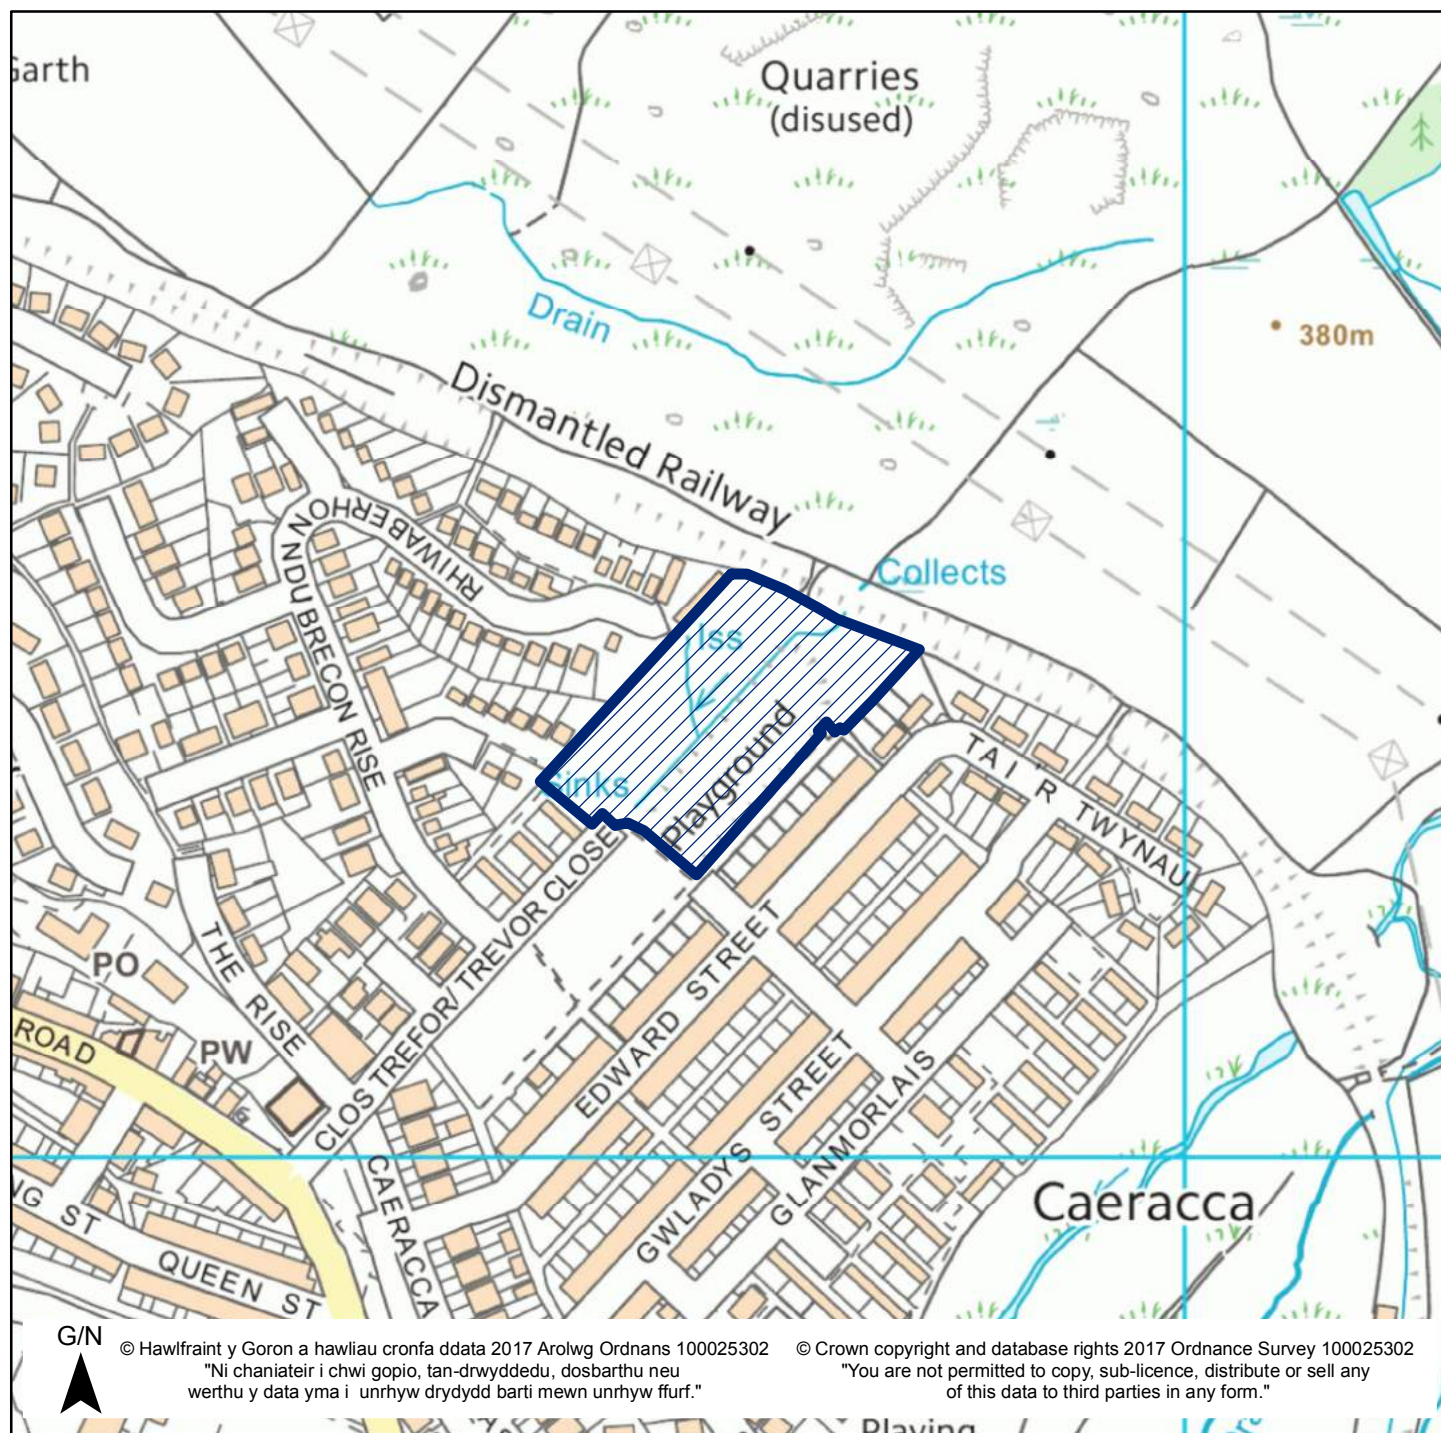 Garth
Quarries
(disused)
Drain
380m
Dismantled Railway
Collects
RHIWABERHONDDU
BRECON RISE
Iss
Sinks
Playground
TAI'R TWYNAU
CLOS TREFOR/ TREVOR CLOSE
THE RISE
PO
PW
ROAD
EDWARD STREET
GWLADYS STREET
GLANMORLAIS
CAERACCA
Caeracca
NG ST
QUEEN ST
G/N
© Hawlfraint y Goron a hawliau cronfa ddata 2017 Arolwg Ordnans 100025302
"Ni chaniateir i chwi gopio, tan-drwyddedu, dosbarthu neu
werthu y data yma i unrhyw drydydd barti mewn unrhyw ffurf."
© Crown copyright and database rights 2017 Ordnance Survey 100025302
"You are not permitted to copy, sub-licence, distribute or sell any
of this data to third parties in any form."
Playing